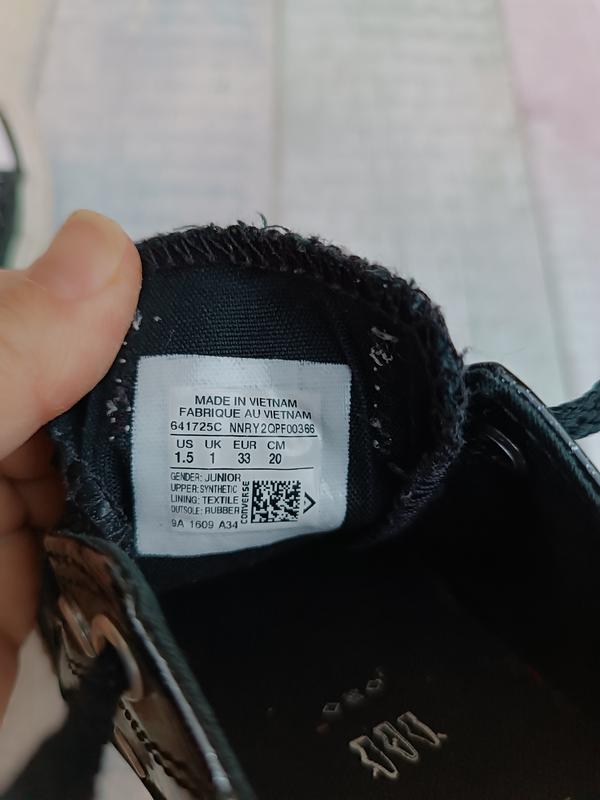 MADE IN VIETNAM
FABRIQUE AU VIETNAM
641725C NNRY2QPF00366
US UK EUR CM
1.5 1 33 20
GENDER: JUNIOR
UPPER: SYNTHETIC
LINING: TEXTILE
OUTSOLE: RUBBER
9A 1609 A34
CONVERSE